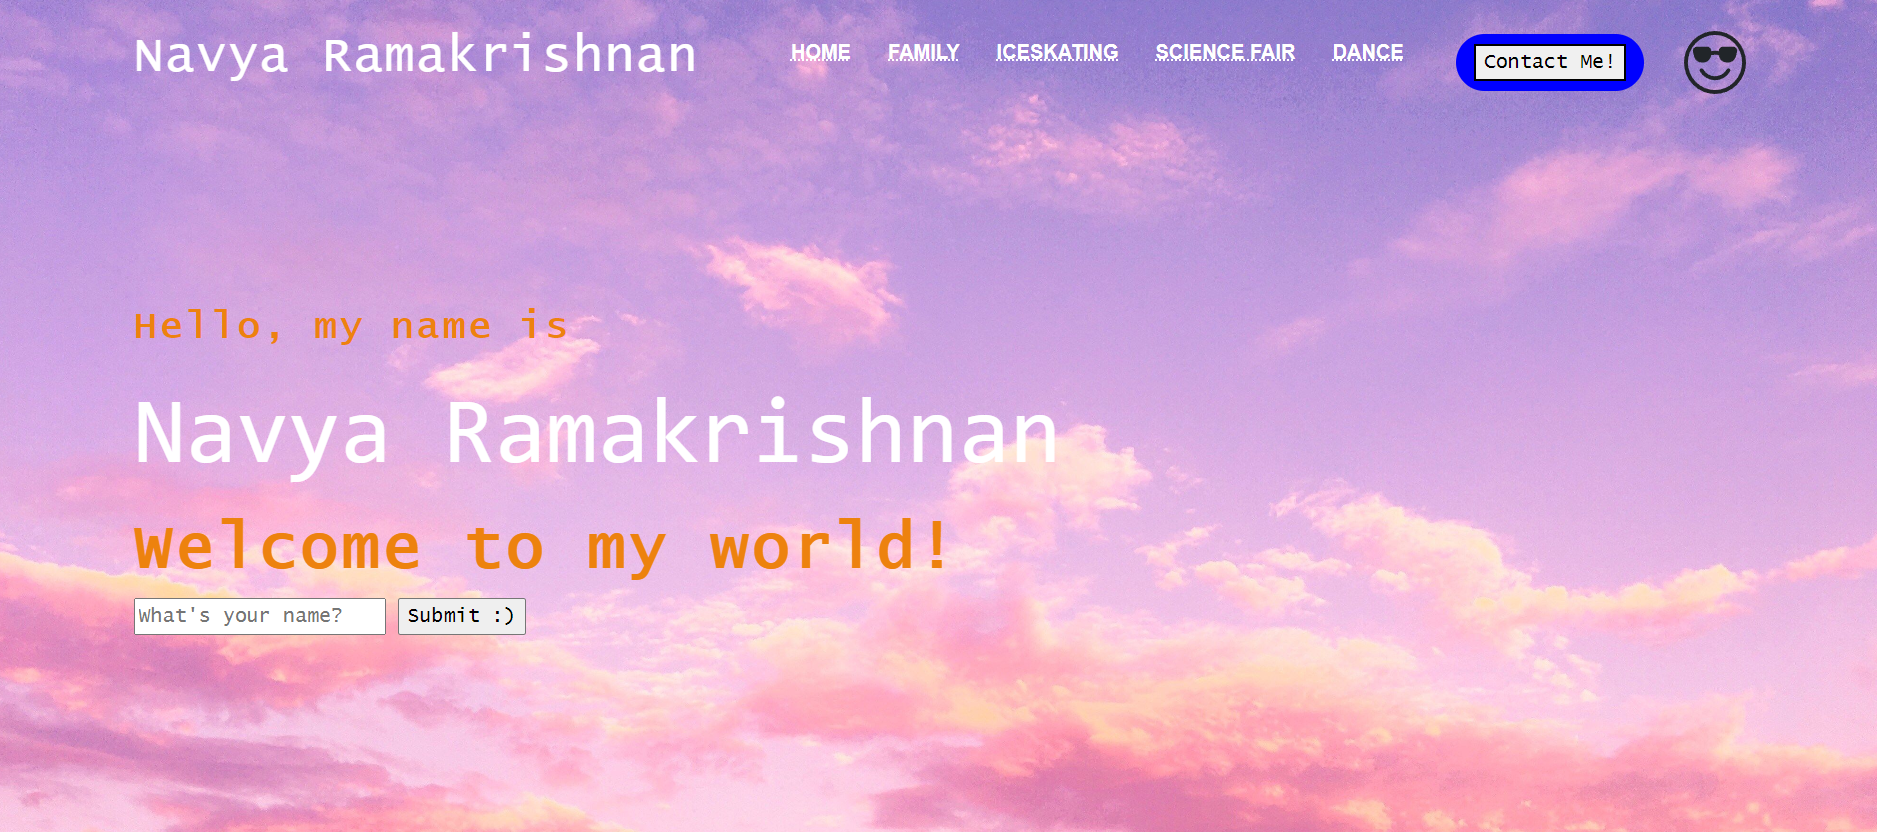 Navya Ramakrishnan
HOME FAMILY ICESKATING SCIENCE FAIR DANCE
Contact Me!
Hello, my name is
Navya Ramakrishnan
Welcome to my world!
What's your name? Submit :)